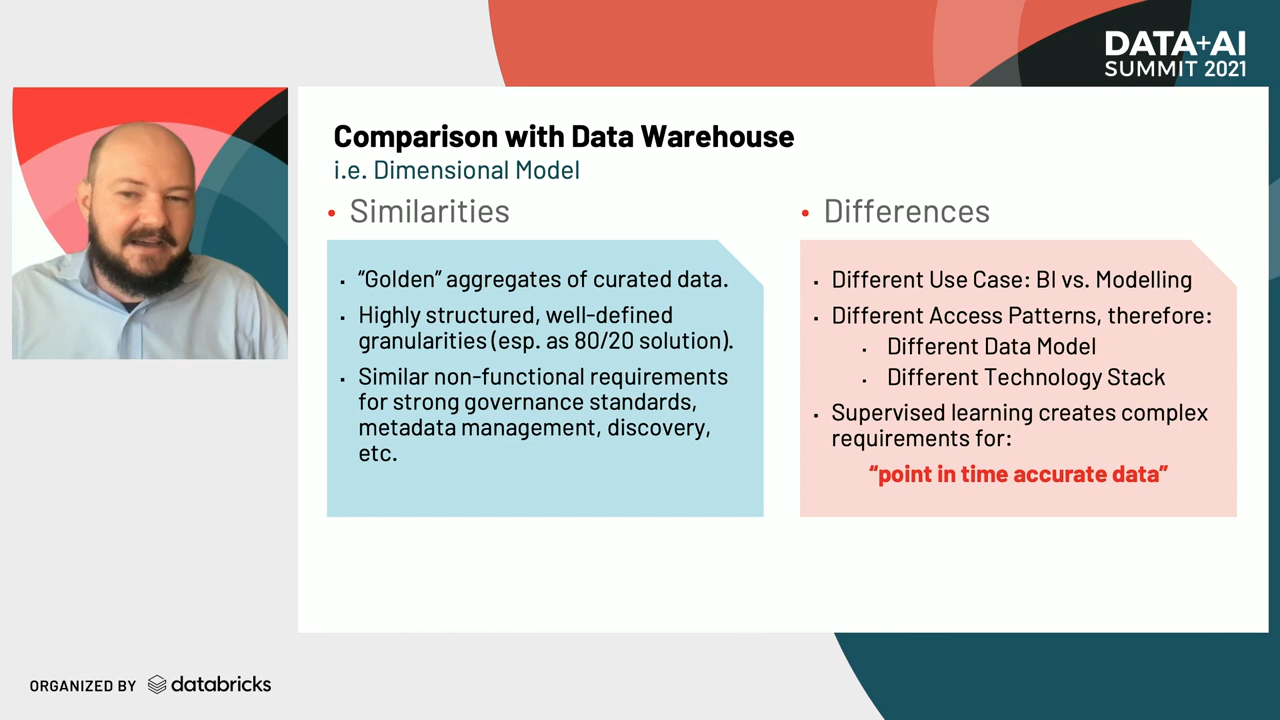 DATA+AI
SUMMIT 2021
Comparison with Data Warehouse
i.e. Dimensional Model
• Similarities
▪ “Golden” aggregates of curated data.
▪ Highly structured, well-defined
granularities (esp. as 80/20 solution).
▪ Similar non-functional requirements
for strong governance standards,
metadata management, discovery,
etc.
• Differences
▪ Different Use Case: BI vs. Modelling
▪ Different Access Patterns, therefore:
▪ Different Data Model
▪ Different Technology Stack
▪ Supervised learning creates complex
requirements for:
“point in time accurate data”
ORGANIZED BY databricks